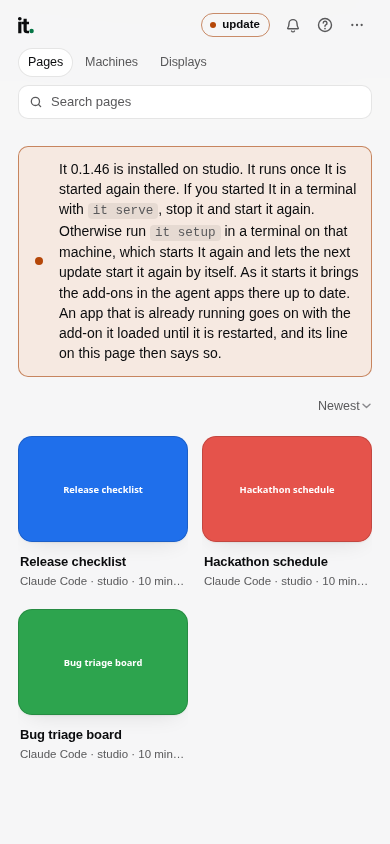 it.
update
Pages Machines Displays
Search pages
It 0.1.46 is installed on studio. It runs once It is
started again there. If you started It in a terminal
with it serve, stop it and start it again.
Otherwise run it setup in a terminal on that
machine, which starts It again and lets the next
update start it again by itself. As it starts it brings
the add-ons in the agent apps there up to date.
An app that is already running goes on with the
add-on it loaded until it is restarted, and its line
on this page then says so.
Newest
Release checklist
Hackathon schedule
Release checklist
Hackathon schedule
Claude Code · studio · 10 min…
Claude Code · studio · 10 min…
Bug triage board
Bug triage board
Claude Code · studio · 10 min…